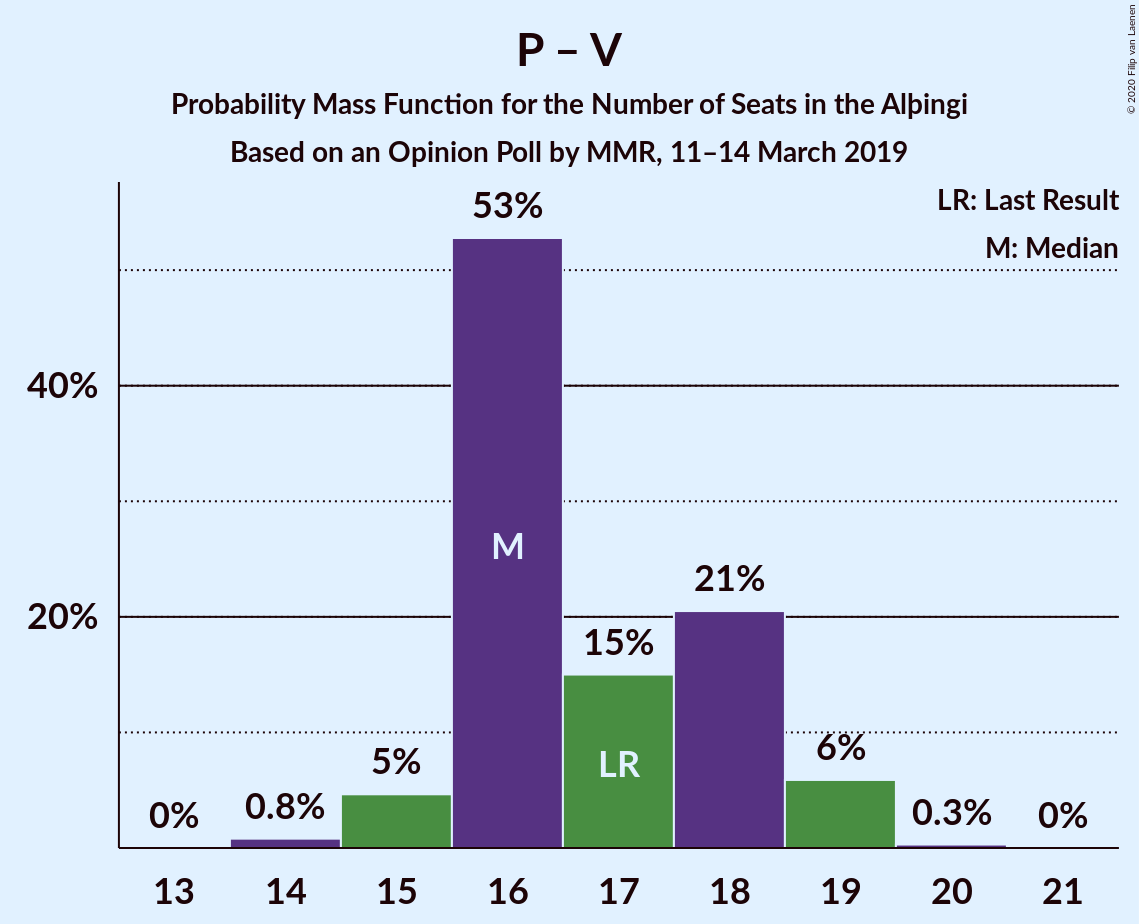 P – V
Probability Mass Function for the Number of Seats in the Alþingi
Based on an Opinion Poll by MMR, 11–14 March 2019
© 2020 Filip van Laenen
LR: Last Result
M: Median
53%
40%
M
21%
20%
15%
LR
5%
6%
0%
0.8%
0.3%
0%
13 14 15 16 17 18 19 20 21